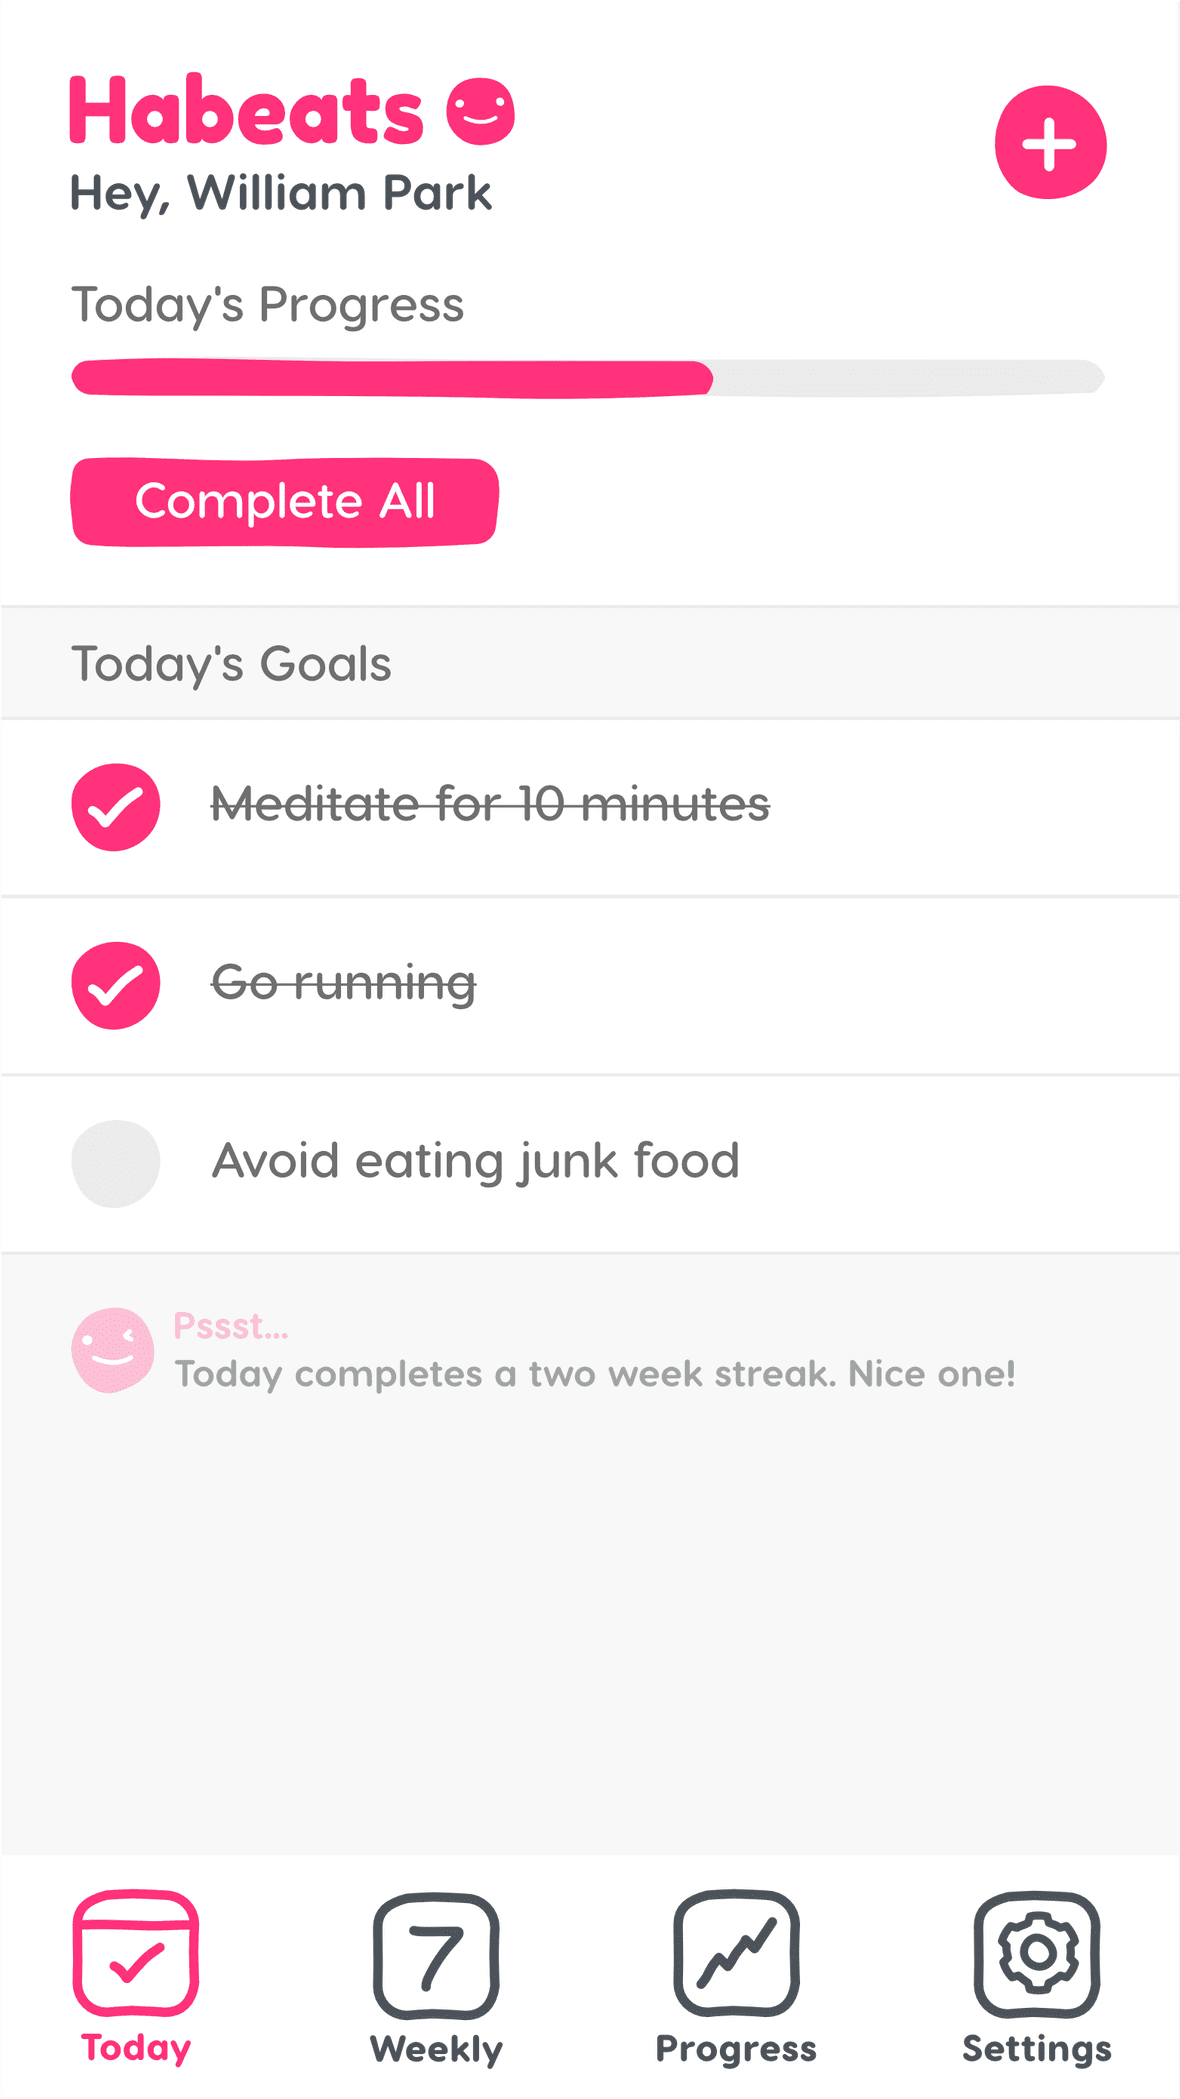 Habeats
Hey, William Park
Today's Progress
Complete All
Today's Goals
Meditate for 10 minutes
Go running
Avoid eating junk food
Pssst...
Today completes a two week streak. Nice one!
7
Today
Weekly
Progress
Settings